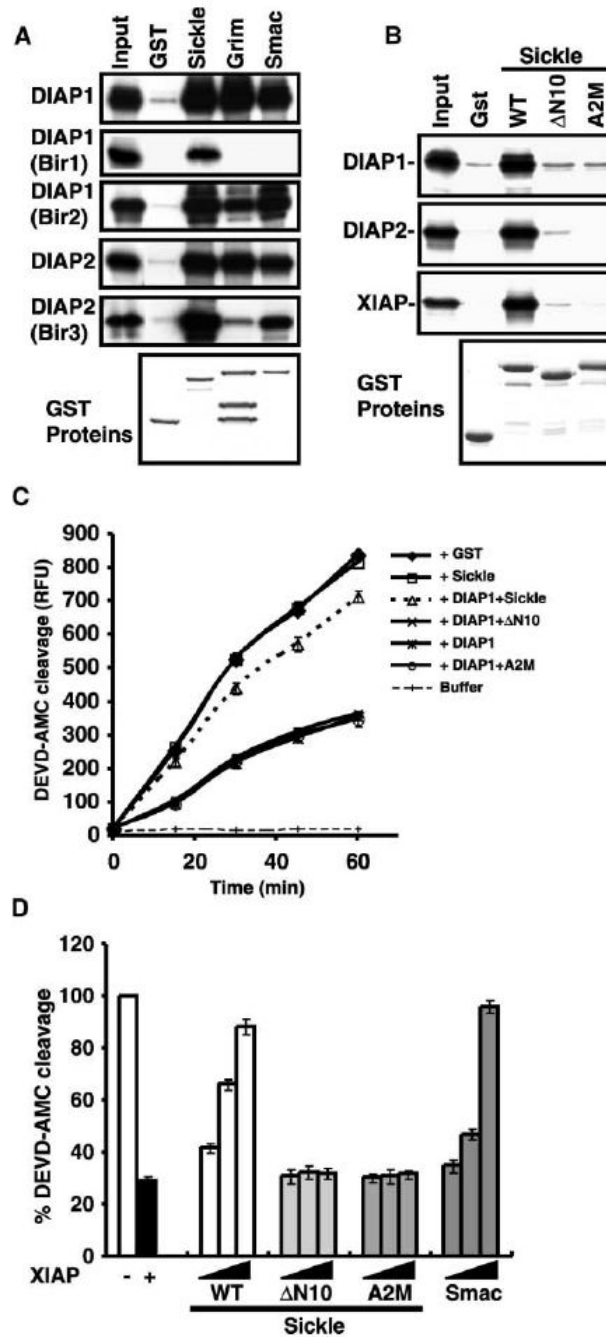 A
Input GST Sickle Grim Smac
DIAP1
DIAP1
(Bir1)
DIAP1
(Bir2)
DIAP2
DIAP2
(Bir3)
GST
Proteins
B
Sickle
Input Gst WT ΔN10 A2M
DIAP1-
DIAP2-
XIAP-
GST
Proteins
C
DEVD-AMC cleavage (RFU)
900
800
700
600
500
400
300
200
100
0
0 20 40 60
Time (min)
+ GST
+ Sickle
+ DIAP1+Sickle
+ DIAP1+ΔN10
+ DIAP1
+ DIAP1+A2M
Buffer
D
% DEVD-AMC cleavage
120
100
80
60
40
20
0
XIAP - +
WT ΔN10 A2M Smac
Sickle